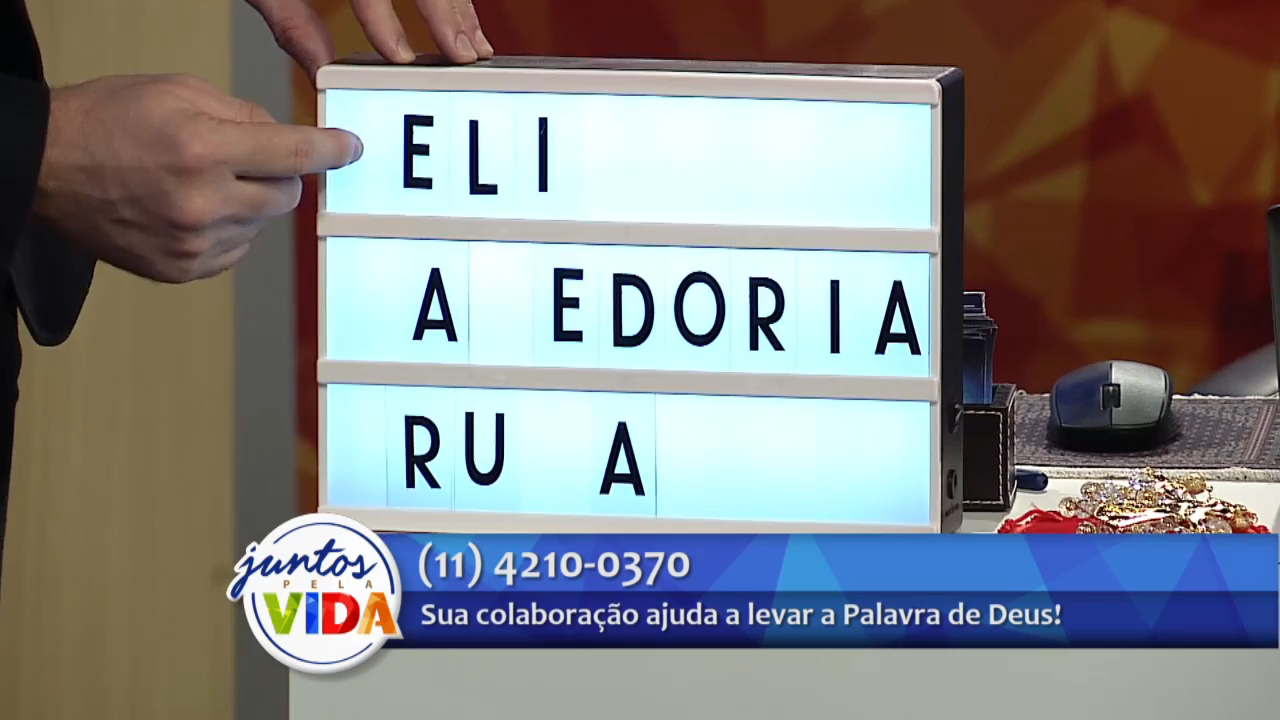 ELI
A EDORIA
RU A
juntos
PELA
VIDA
(11) 4210-0370
Sua colaboração ajuda a levar a Palavra de Deus!